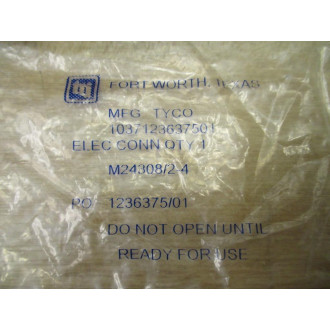 FORT WORTH, TEXAS
MFG TYCO
1037123637501
ELEC CONN QTY 1
M24308/2-4
PO/ 1236375/01
DO NOT OPEN UNTIL
READY FOR USE